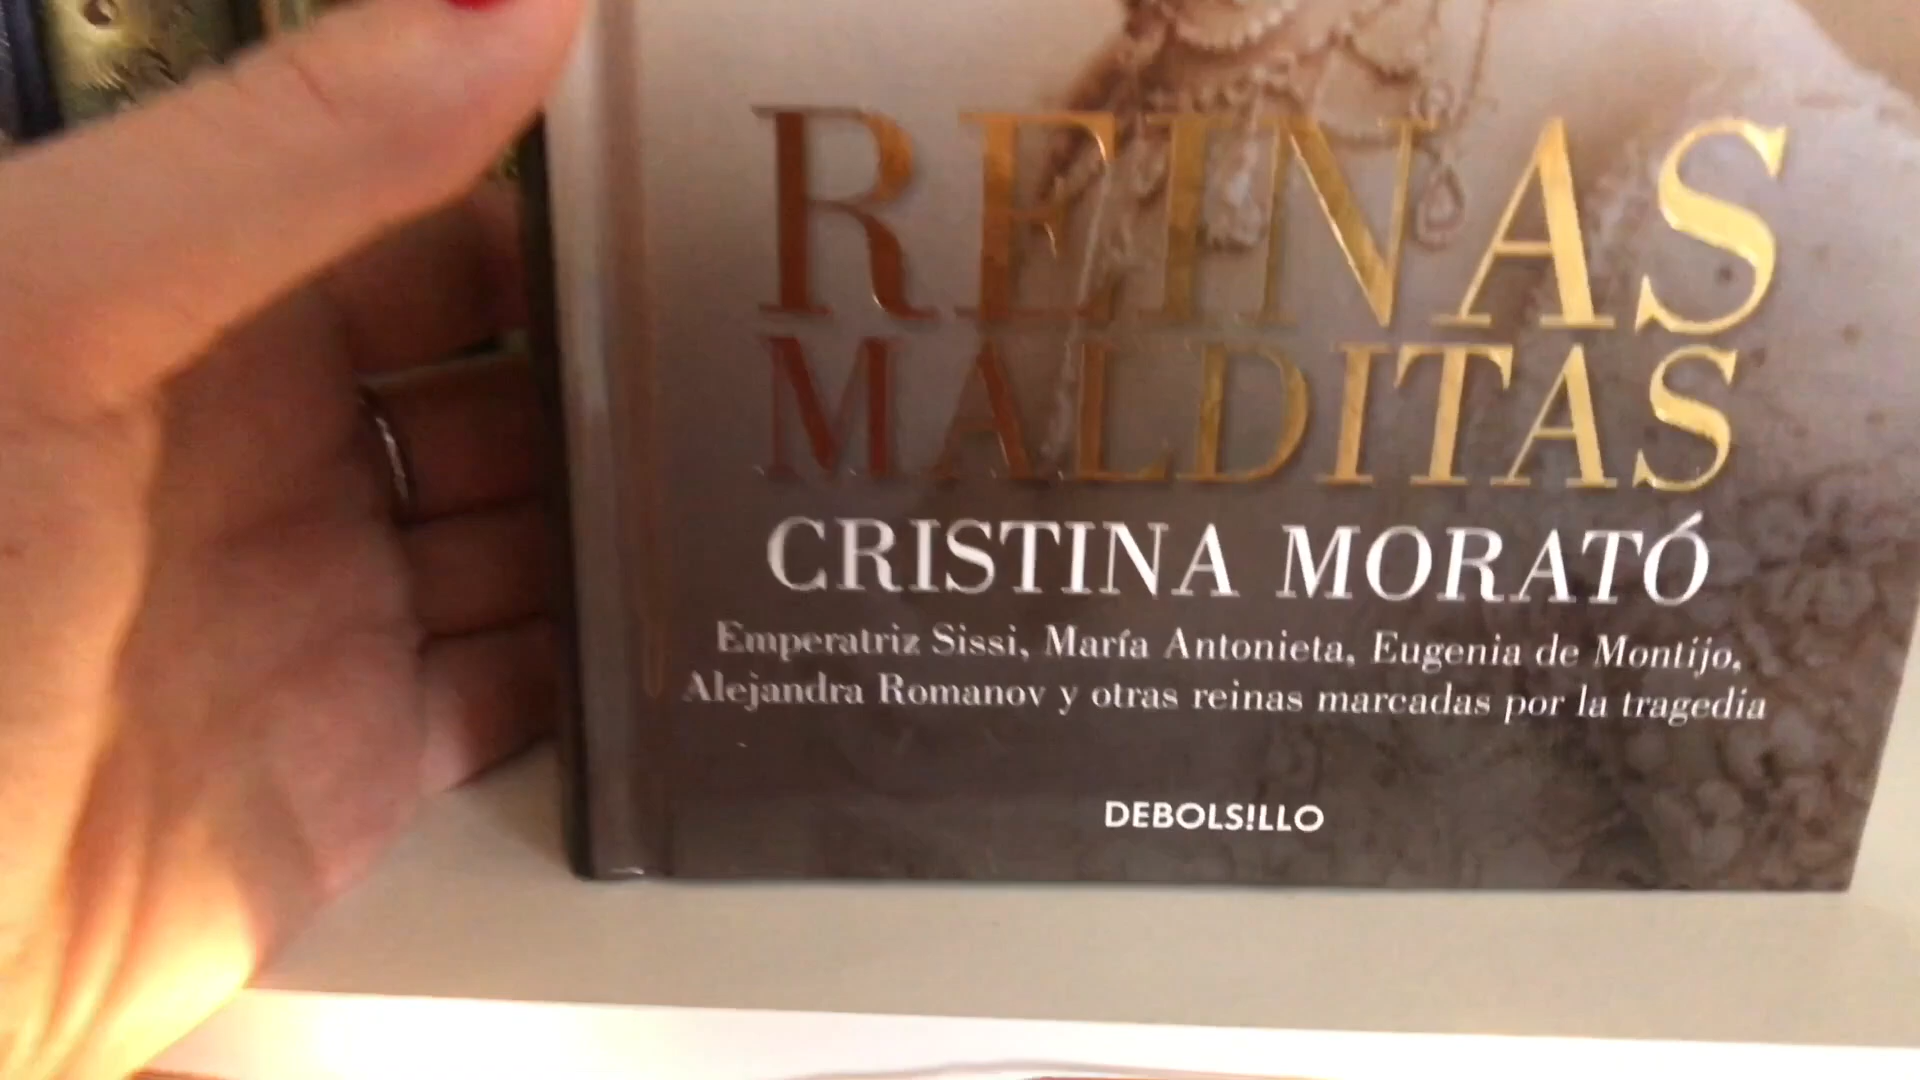 REINAS
MALDITAS
CRISTINA MORATÓ
Emperatriz Sissi, María Antonieta, Eugenia de Montijo,
Alejandra Romanov y otras reinas marcadas por la tragedia
DEBOLS!LLO